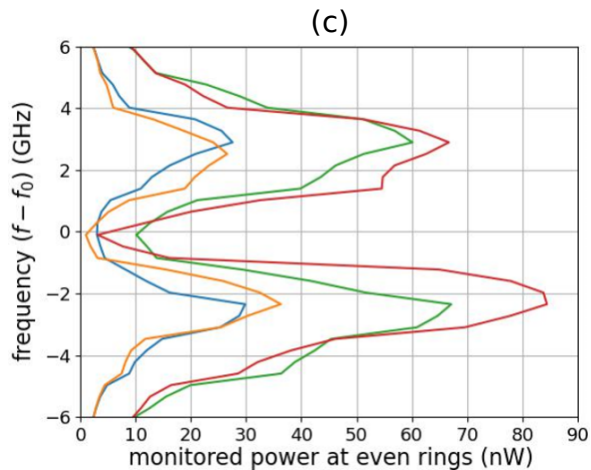 (c)
frequency (f − f₀) (GHz)
6
4
2
0
−2
−4
−6
0 10 20 30 40 50 60 70 80 90
monitored power at even rings (nW)